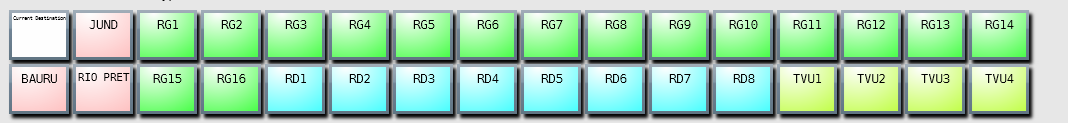 Current Destination JUND RG1 RG2 RG3 RG4 RG5 RG6 RG7 RG8 RG9 RG10 RG11 RG12 RG13 RG14
BAURU RIO PRET RG15 RG16 RD1 RD2 RD3 RD4 RD5 RD6 RD7 RD8 TVU1 TVU2 TVU3 TVU4